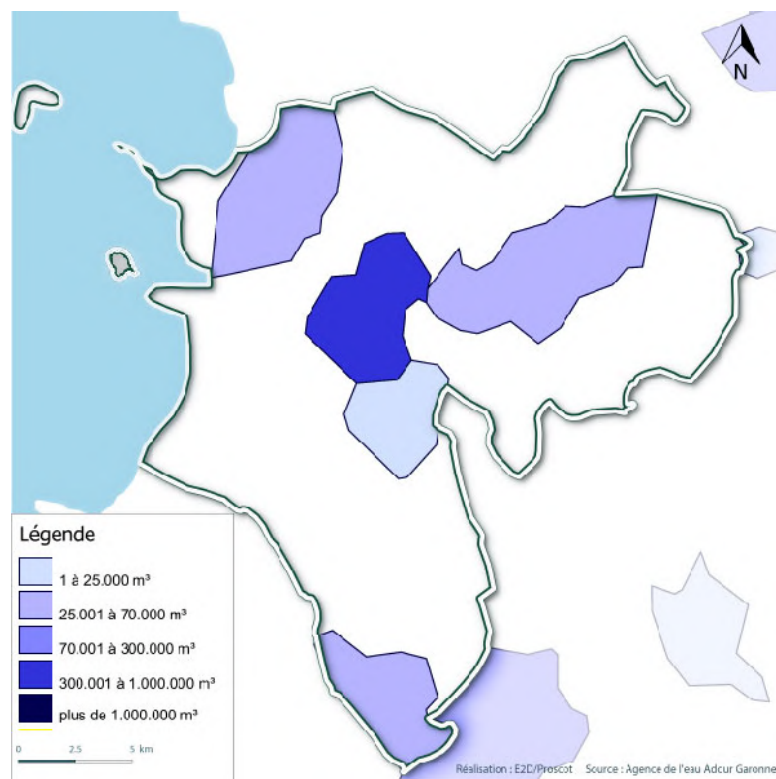 N
Légende
1 à 25.000 m³
25.001 à 70.000 m³
70.001 à 300.000 m³
300.001 à 1.000.000 m³
plus de 1.000.000 m³
0 2.5 5 km
Réalisation : E2D/Proscot Source : Agence de l'eau Adcur Garonne